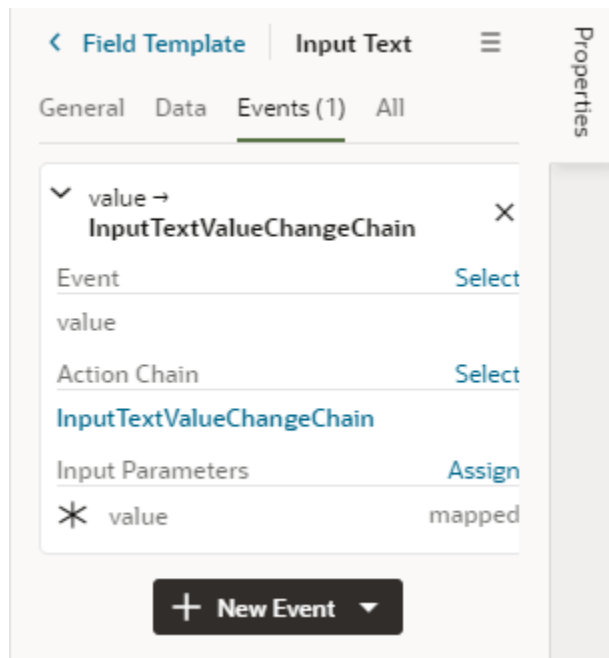 Field Template Input Text
General Data Events (1) All
value →
InputTextValueChangeChain
Event Select
value
Action Chain Select
InputTextValueChangeChain
Input Parameters Assign
value mapped
New Event
Properties